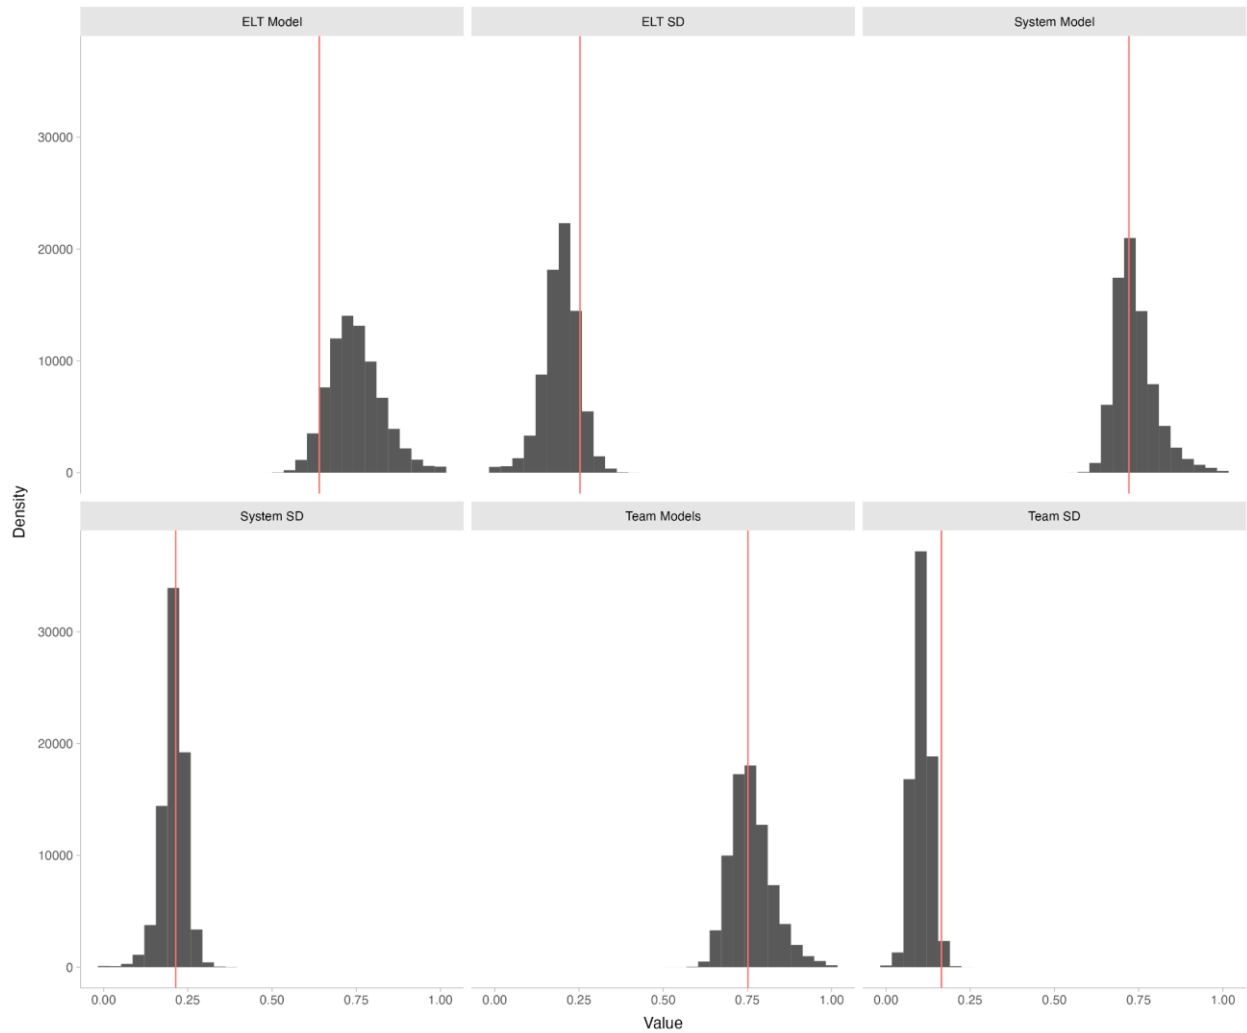 ELT Model
ELT SD
System Model
30000
20000
10000
0
Density
System SD
Team Models
Team SD
30000
20000
10000
0
0.00 0.25 0.50 0.75 1.00
0.00 0.25 0.50 0.75 1.00
0.00 0.25 0.50 0.75 1.00
Value